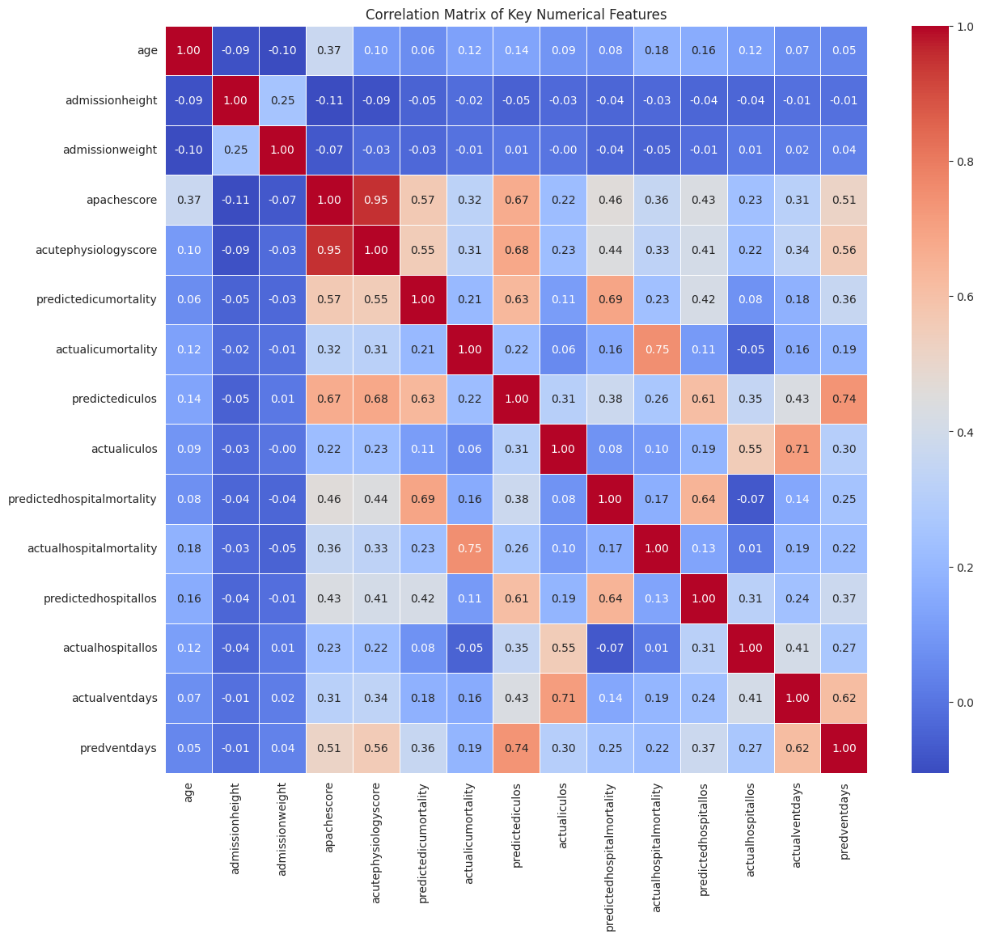 Correlation Matrix of Key Numerical Features
age 1.00 -0.09 -0.10 0.37 0.10 0.06 0.12 0.14 0.09 0.08 0.18 0.16 0.12 0.07 0.05
admissionheight -0.09 1.00 0.25 -0.11 -0.09 -0.05 -0.02 -0.05 -0.03 -0.04 -0.03 -0.04 -0.04 -0.01 -0.01
admissionweight -0.10 0.25 1.00 -0.07 -0.03 -0.03 -0.01 0.01 -0.00 -0.04 -0.05 -0.01 0.01 0.02 0.04
apachescore 0.37 -0.11 -0.07 1.00 0.95 0.57 0.32 0.67 0.22 0.46 0.36 0.43 0.23 0.31 0.51
acutephysiologyscore 0.10 -0.09 -0.03 0.95 1.00 0.55 0.31 0.68 0.23 0.44 0.33 0.41 0.22 0.34 0.56
predictedicumortality 0.06 -0.05 -0.03 0.57 0.55 1.00 0.21 0.63 0.11 0.69 0.23 0.42 0.08 0.18 0.36
actualicumortality 0.12 -0.02 -0.01 0.32 0.31 0.21 1.00 0.22 0.06 0.16 0.75 0.11 -0.05 0.16 0.19
predictediculos 0.14 -0.05 0.01 0.67 0.68 0.63 0.22 1.00 0.31 0.38 0.26 0.61 0.35 0.43 0.74
actualiculos 0.09 -0.03 -0.00 0.22 0.23 0.11 0.06 0.31 1.00 0.08 0.10 0.19 0.55 0.71 0.30
predictedhospitalmortality 0.08 -0.04 -0.04 0.46 0.44 0.69 0.16 0.38 0.08 1.00 0.17 0.64 -0.07 0.14 0.25
actualhospitalmortality 0.18 -0.03 -0.05 0.36 0.33 0.23 0.75 0.26 0.10 0.17 1.00 0.13 0.01 0.19 0.22
predictedhospitallos 0.16 -0.04 -0.01 0.43 0.41 0.42 0.11 0.61 0.19 0.64 0.13 1.00 0.31 0.24 0.37
actualhospitallos 0.12 -0.04 0.01 0.23 0.22 0.08 -0.05 0.35 0.55 -0.07 0.01 0.31 1.00 0.41 0.27
actualventdays 0.07 -0.01 0.02 0.31 0.34 0.18 0.16 0.43 0.71 0.14 0.19 0.24 0.41 1.00 0.62
predventdays 0.05 -0.01 0.04 0.51 0.56 0.36 0.19 0.74 0.30 0.25 0.22 0.37 0.27 0.62 1.00
age
admissionheight
admissionweight
apachescore
acutephysiologyscore
predictedicumortality
actualicumortality
predictediculos
actualiculos
predictedhospitalmortality
actualhospitalmortality
predictedhospitallos
actualhospitallos
actualventdays
predventdays
1.0
0.8
0.6
0.4
0.2
0.0